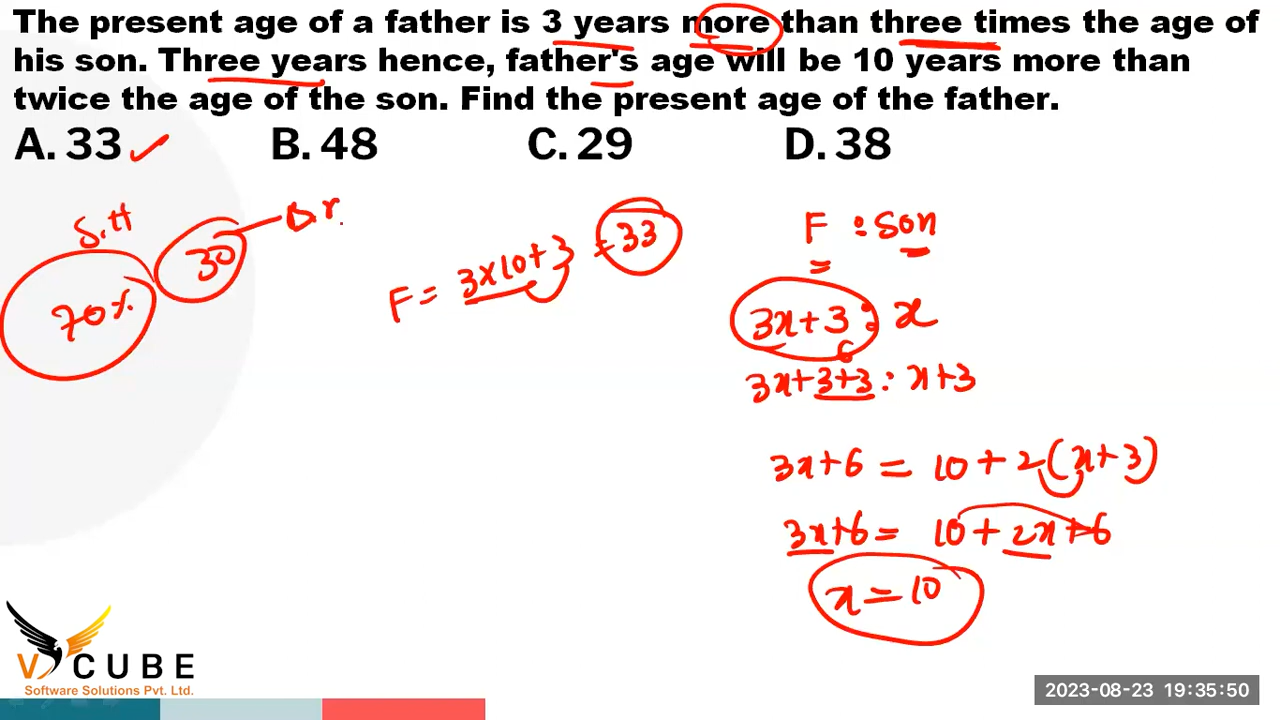 The present age of a father is 3 years more than three times the age of
his son. Three years hence, father's age will be 10 years more than
twice the age of the son. Find the present age of the father.
A. 33 B. 48 C. 29 D. 38
S.H
70%
30
F = 3x10+3 = 33
F : son
3x+3 : x
6
3x+3+3 : x+3
3x+6 = 10+2(x+3)
3x+6 = 10+2x+6
x=10
V CUBE
Software Solutions Pvt. Ltd.
2023-08-23 19:35:50